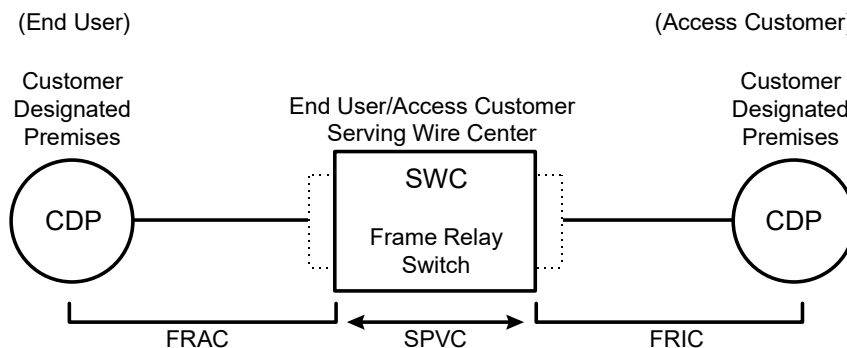 (End User)
(Access Customer)
Customer
Designated
Premises
End User/Access Customer
Serving Wire Center
Customer
Designated
Premises
CDP
SWC
Frame Relay
Switch
CDP
FRAC
SPVC
FRIC